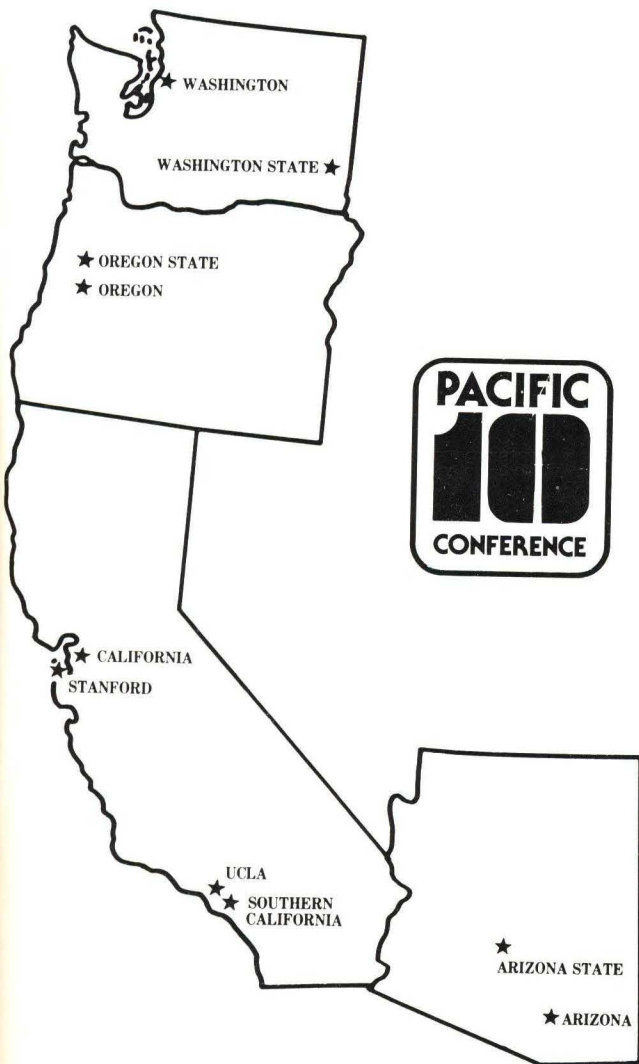 WASHINGTON
WASHINGTON STATE
OREGON STATE
OREGON
PACIFIC
10
CONFERENCE
CALIFORNIA
STANFORD
UCLA
SOUTHERN
CALIFORNIA
ARIZONA STATE
ARIZONA